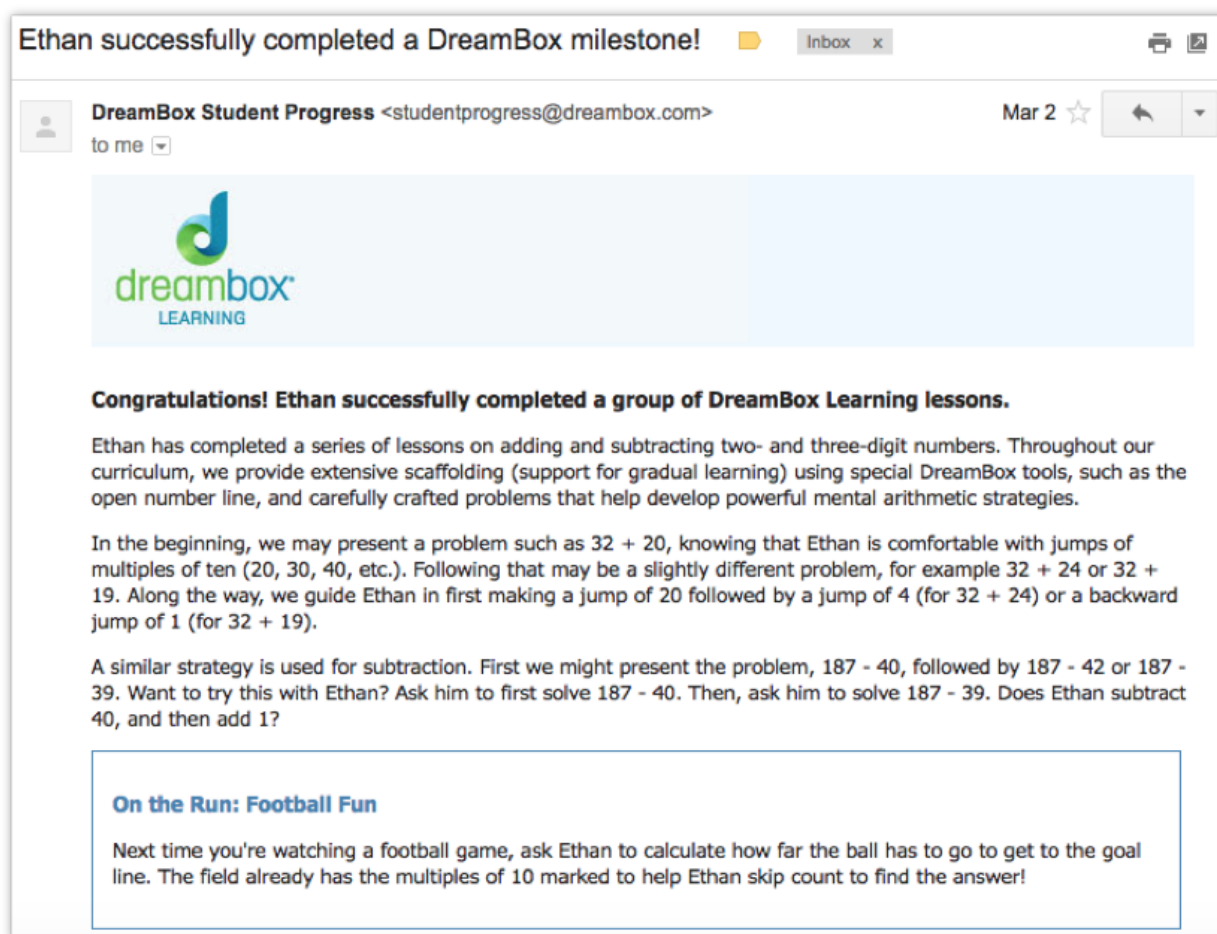 Ethan successfully completed a DreamBox milestone! Inbox x
DreamBox Student Progress <studentprogress@dreambox.com> Mar 2
to me
dreambox
LEARNING
Congratulations! Ethan successfully completed a group of DreamBox Learning lessons.
Ethan has completed a series of lessons on adding and subtracting two- and three-digit numbers. Throughout our
curriculum, we provide extensive scaffolding (support for gradual learning) using special DreamBox tools, such as the
open number line, and carefully crafted problems that help develop powerful mental arithmetic strategies.
In the beginning, we may present a problem such as 32 + 20, knowing that Ethan is comfortable with jumps of
multiples of ten (20, 30, 40, etc.). Following that may be a slightly different problem, for example 32 + 24 or 32 +
19. Along the way, we guide Ethan in first making a jump of 20 followed by a jump of 4 (for 32 + 24) or a backward
jump of 1 (for 32 + 19).
A similar strategy is used for subtraction. First we might present the problem, 187 - 40, followed by 187 - 42 or 187 -
39. Want to try this with Ethan? Ask him to first solve 187 - 40. Then, ask him to solve 187 - 39. Does Ethan subtract
40, and then add 1?
On the Run: Football Fun
Next time you're watching a football game, ask Ethan to calculate how far the ball has to go to get to the goal
line. The field already has the multiples of 10 marked to help Ethan skip count to find the answer!